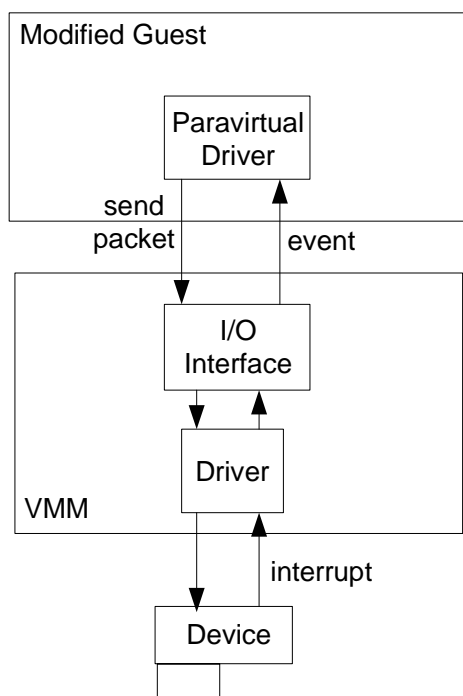 Modified Guest
Paravirtual
Driver
send
packet
event
I/O
Interface
Driver
VMM
interrupt
Device